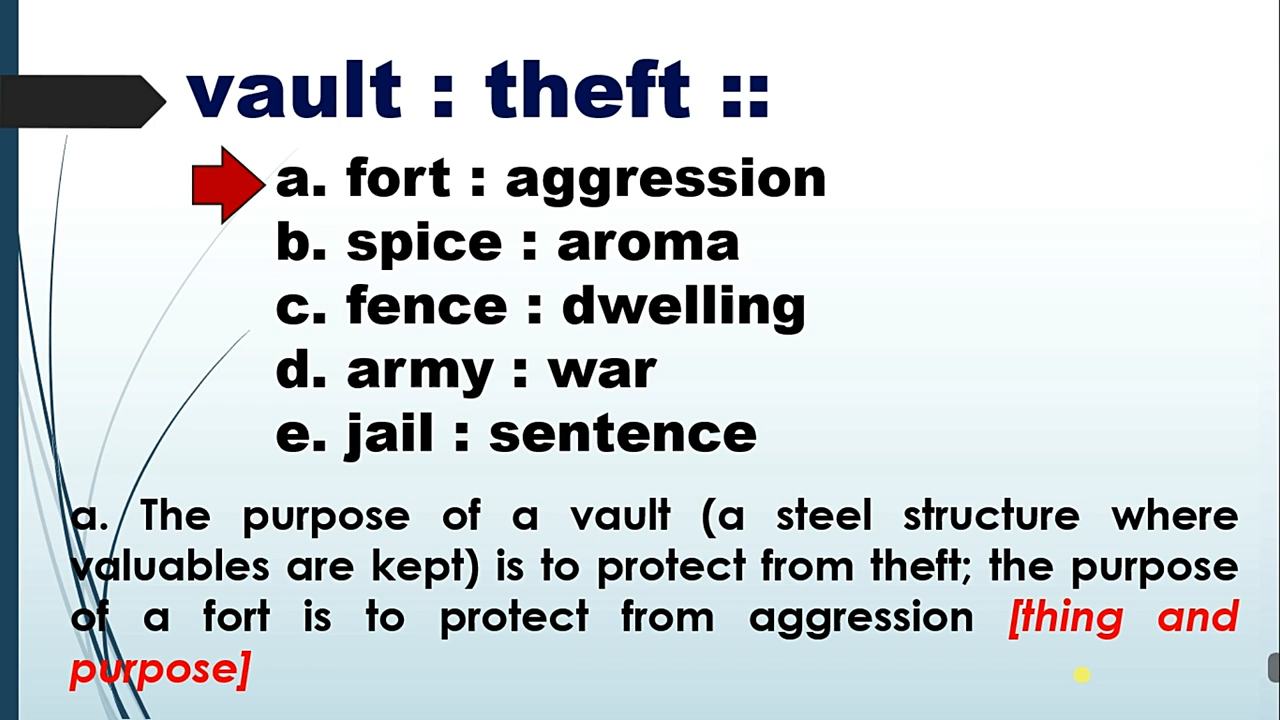 vault : theft ::
a. fort : aggression
b. spice : aroma
c. fence : dwelling
d. army : war
e. jail : sentence
a. The purpose of a vault (a steel structure where
valuables are kept) is to protect from theft; the purpose
of a fort is to protect from aggression [thing and
purpose]